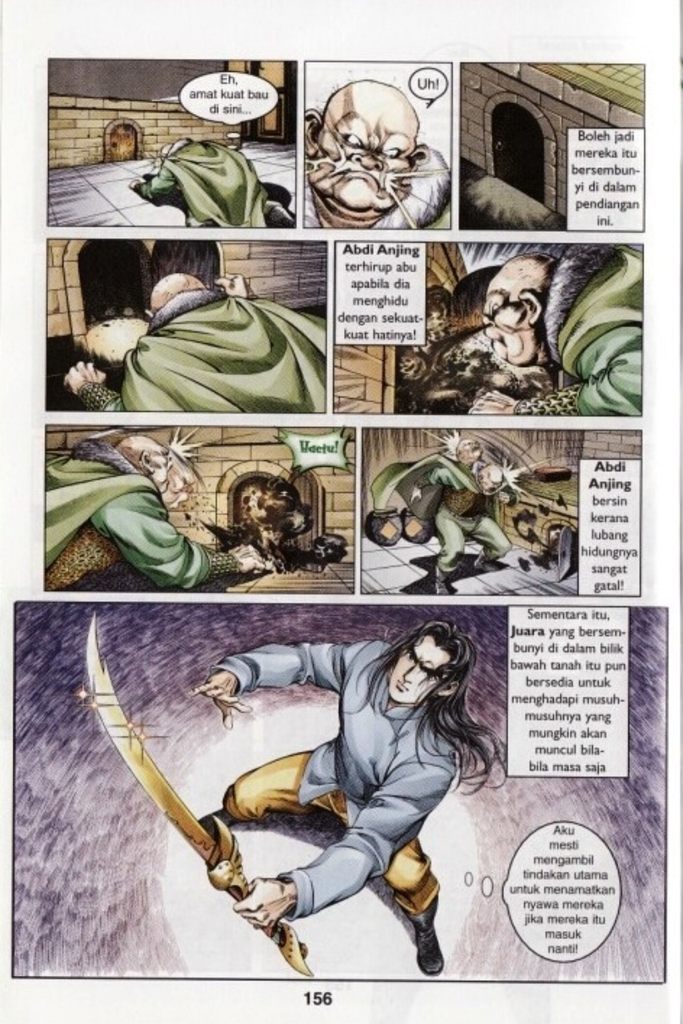 Eh,
amat kuat bau
di sini...
Uh!
Boleh jadi
mereka itu
bersembun-
yi di dalam
pendiangan
ini.
Abdi Anjing
terhirup abu
apabila dia
menghidu
dengan sekuat-
kuat hatinya!
Abdi
Anjing
bersin
kerana
lubang
hidungnya
sangat
gatal!
Sementara itu,
Juara yang bersem-
bunyi di dalam bilik
bawah tanah itu pun
bersedia untuk
menghadapi musuh-
musuhnya yang
mungkin akan
muncul bila-
bila masa saja
Aku
mesti
mengambil
tindakan utama
untuk menamatkan
nyawa mereka
jika mereka itu
masuk
nanti!
156